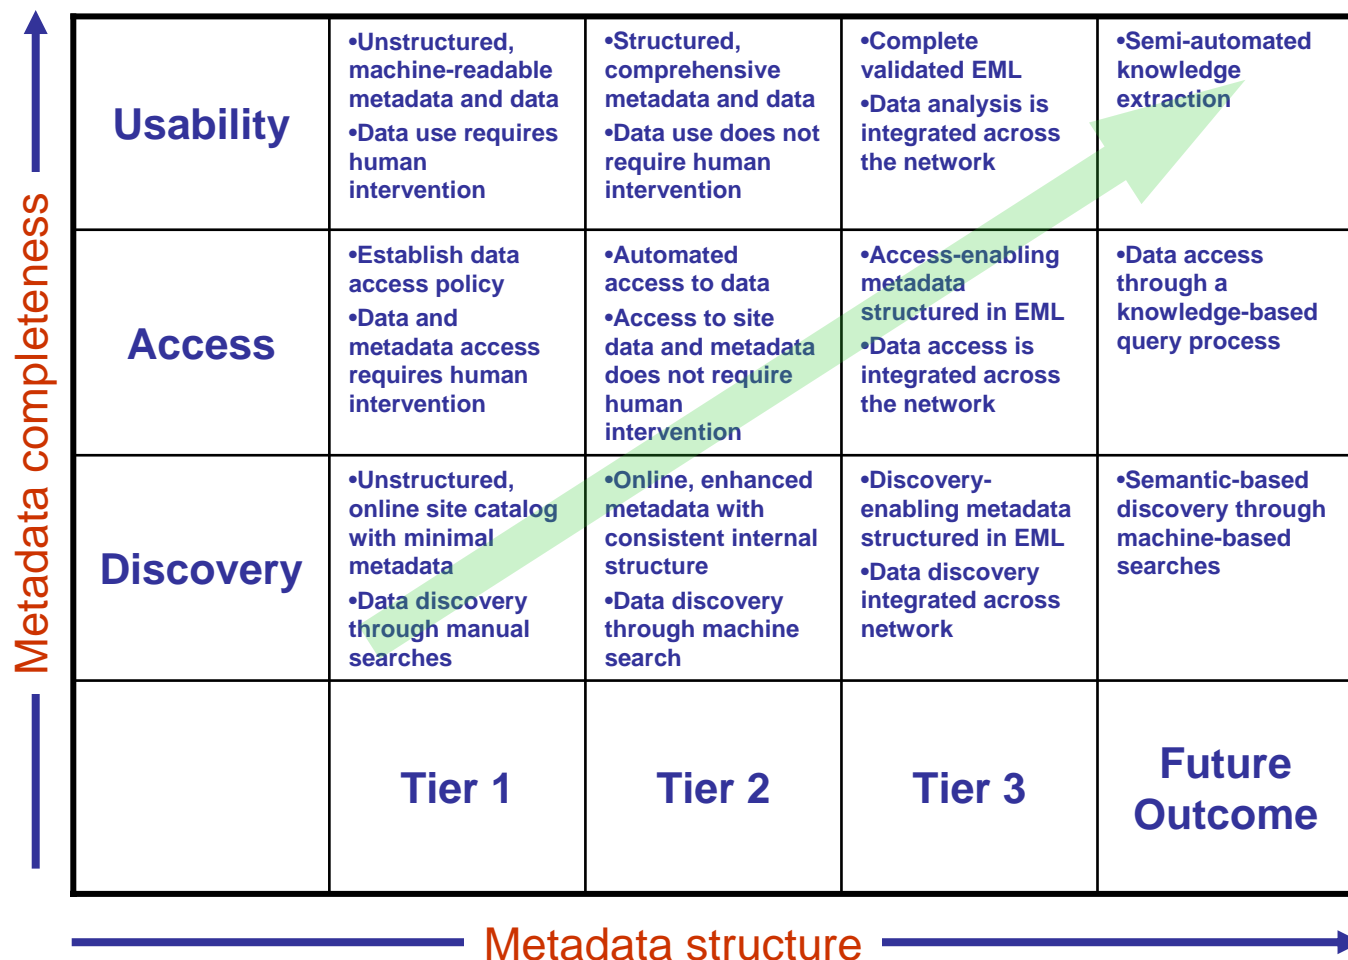 Metadata completeness
Usability
•Unstructured,
machine-readable
metadata and data
•Data use requires
human
intervention
•Structured,
comprehensive
metadata and data
•Data use does not
require human
intervention
•Complete
validated EML
•Data analysis is
integrated across
the network
•Semi-automated
knowledge
extraction
Access
•Establish data
access policy
•Data and
metadata access
requires human
intervention
•Automated
access to data
•Access to site
data and metadata
does not require
human
intervention
•Access-enabling
metadata
structured in EML
•Data access is
integrated across
the network
•Data access
through a
knowledge-based
query process
Discovery
•Unstructured,
online site catalog
with minimal
metadata
•Data discovery
through manual
searches
•Online, enhanced
metadata with
consistent internal
structure
•Data discovery
through machine
search
•Discovery-
enabling metadata
structured in EML
•Data discovery
integrated across
network
•Semantic-based
discovery through
machine-based
searches
Tier 1
Tier 2
Tier 3
Future
Outcome
Metadata structure